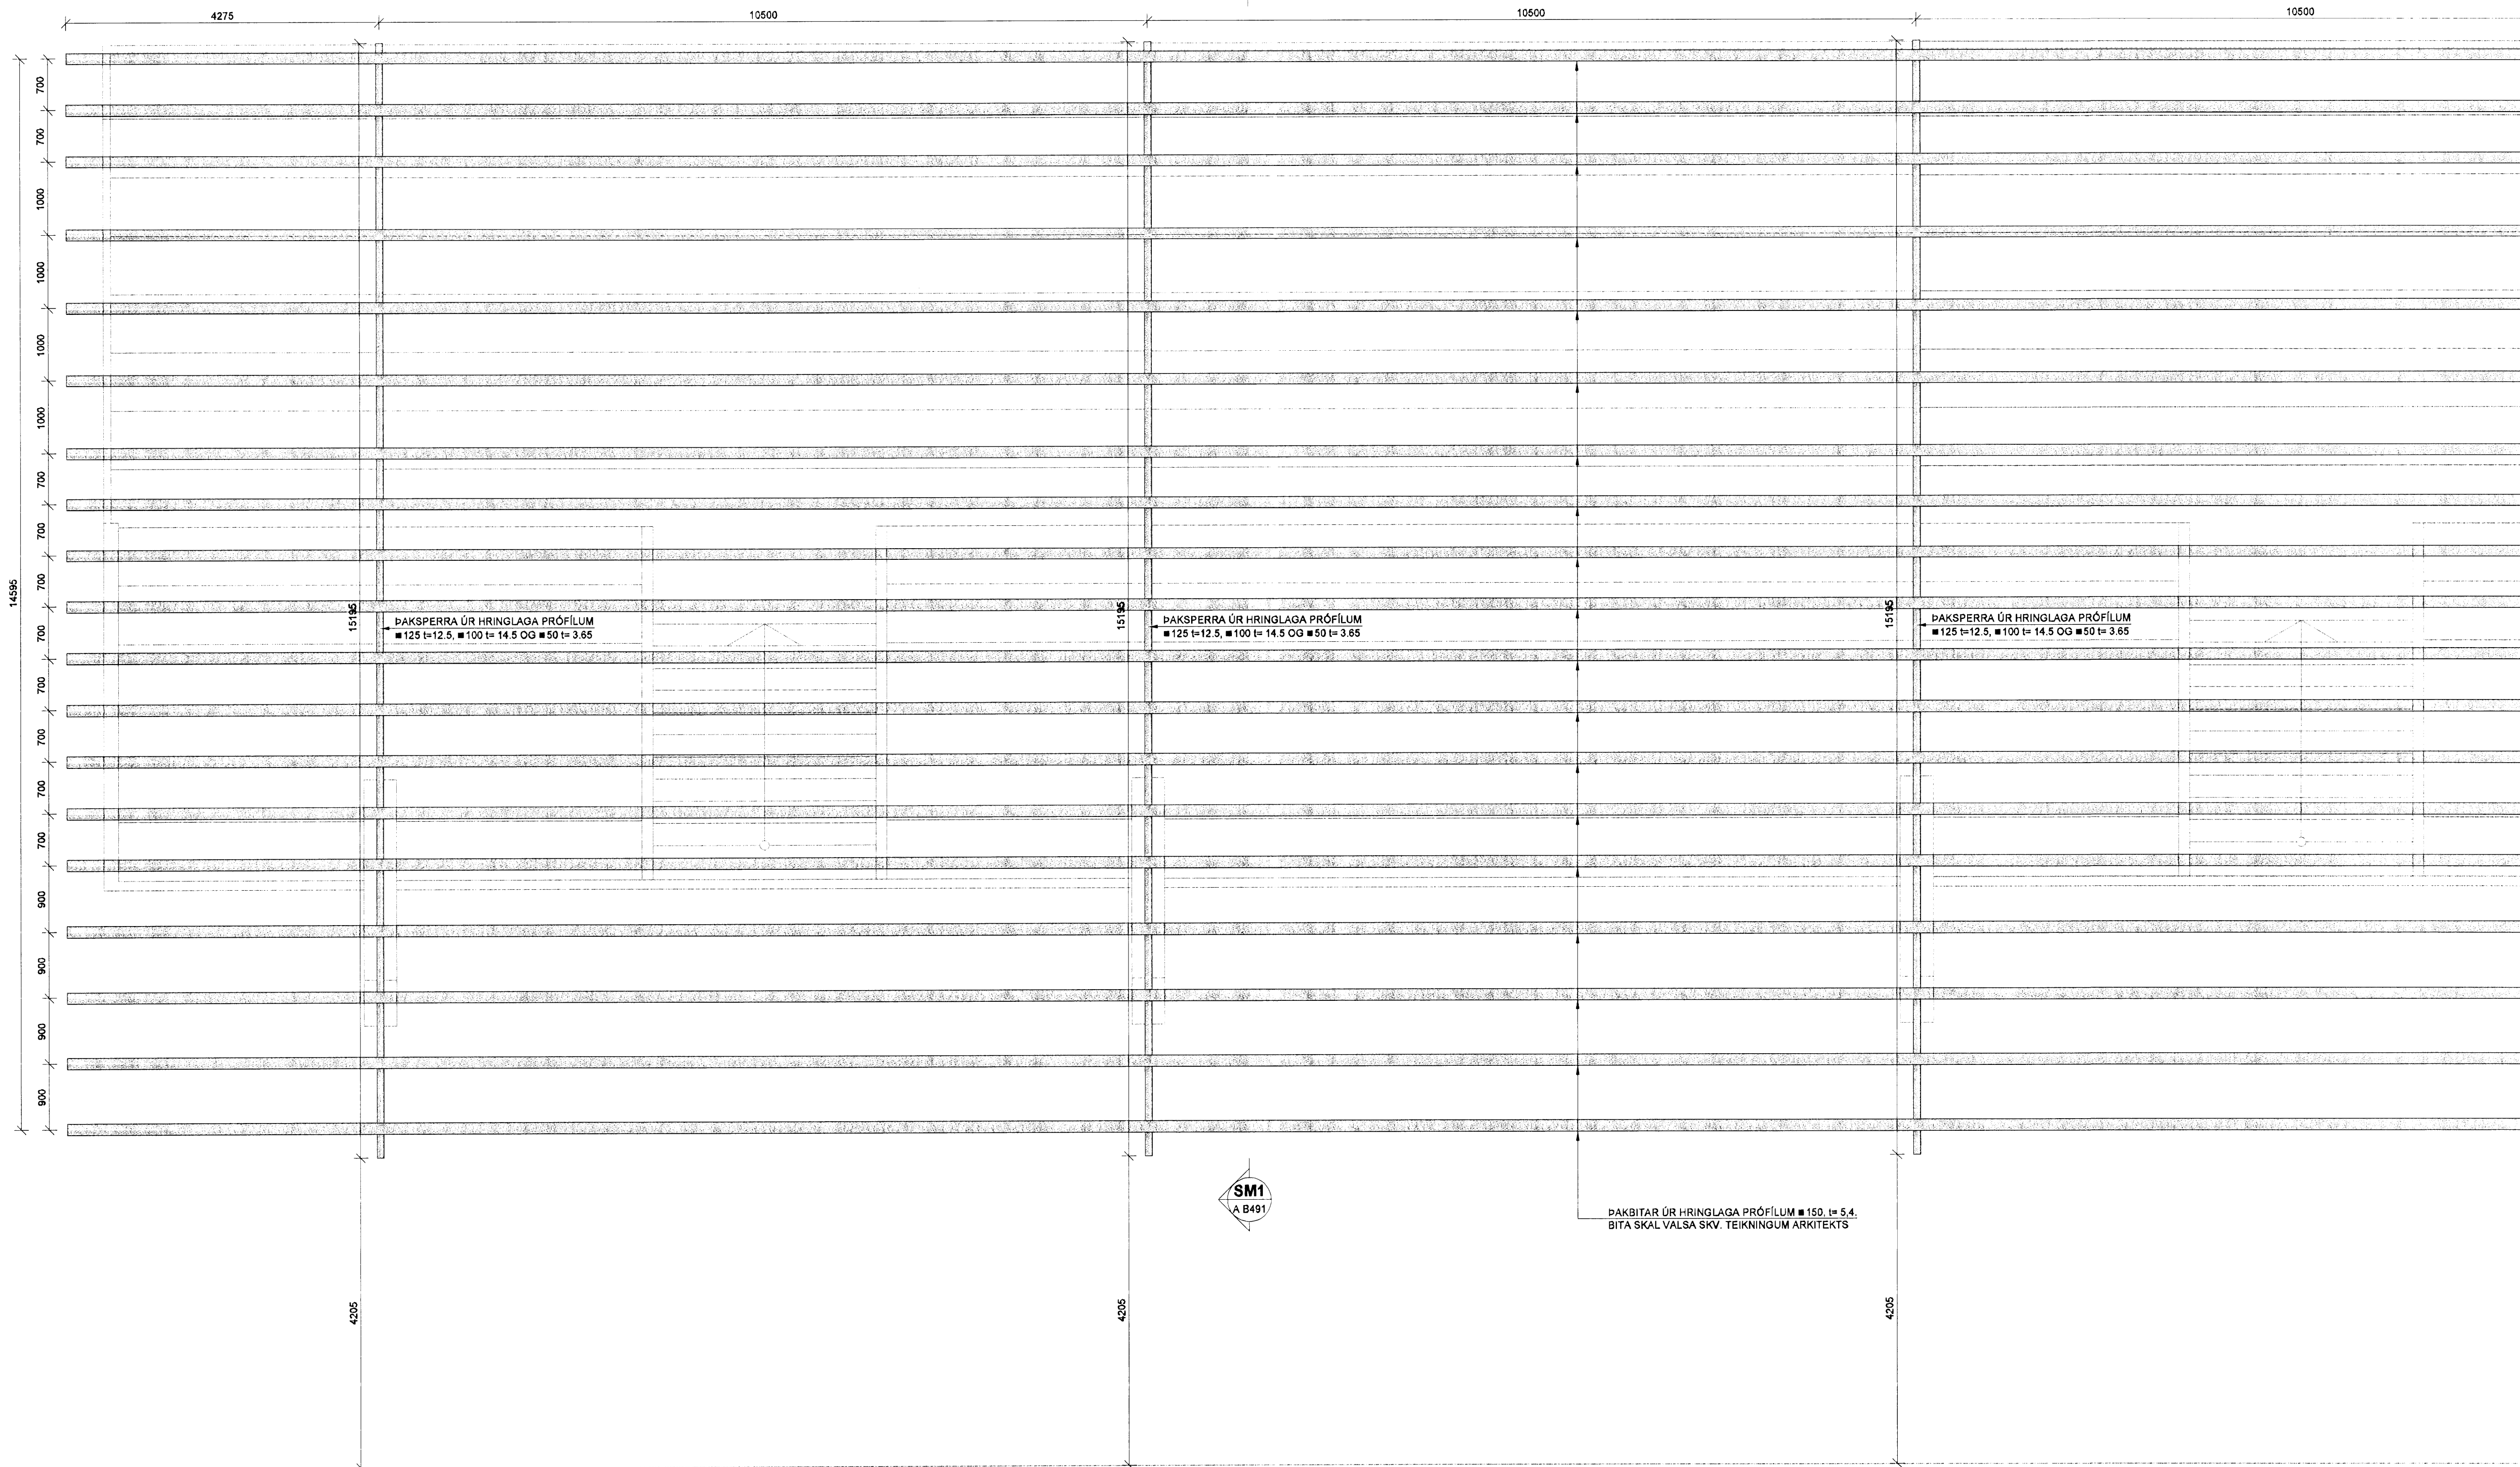 4275
10500
10500
10500
700
700
1000
1000
1000
1000
700
700
700
700
700
700
700
700
900
900
900
900
14595
15195
15195
15195
ÞAKSPERRA ÚR HRINGLAGA PRÓFÍLUM
■125 t=12.5, ■100 t= 14.5 OG ■50 t= 3.65
ÞAKSPERRA ÚR HRINGLAGA PRÓFÍLUM
■125 t=12.5, ■100 t= 14.5 OG ■50 t= 3.65
ÞAKSPERRA ÚR HRINGLAGA PRÓFÍLUM
■125 t=12.5, ■100 t= 14.5 OG ■50 t= 3.65
SM1
A B491
ÞAKBITAR ÚR HRINGLAGA PRÓFÍLUM ■150, t= 5,4.
BITA SKAL VALSA SKV. TEIKNINGUM ARKITEKTS
4205
4205
4205